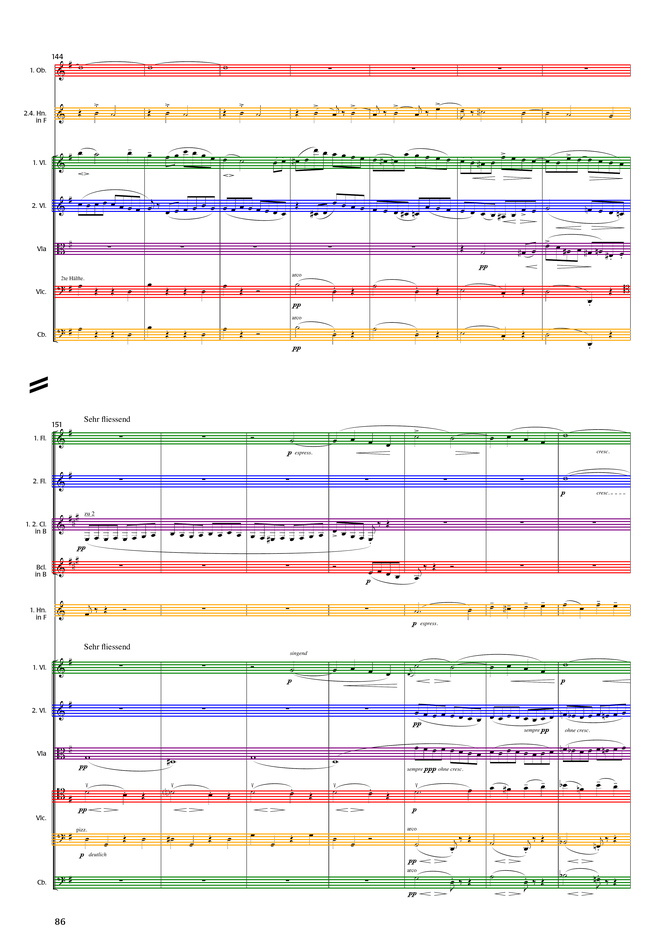 144
1. Ob.
2.4. Hn.
in F
1. Vl.
2. Vl.
Vla
2te Hälfte.
Vlc.
arco
pp
pp
Cb.
arco
pp
151
Sehr fliessend
1. Fl.
p espress.
cresc.
2. Fl.
p
cresc.
zu 2
1. 2. Cl.
in B
pp
Bcl.
in B
p
1. Hn.
in F
p espress.
Sehr fliessend
singend
1. Vl.
p
p
2. Vl.
pp
sempre pp
ohne cresc.
Vla
pp
sempre ppp ohne cresc.
pp
p
Vlc.
pizz.
arco
p deutlich
pp
arco
Cb.
pp
86